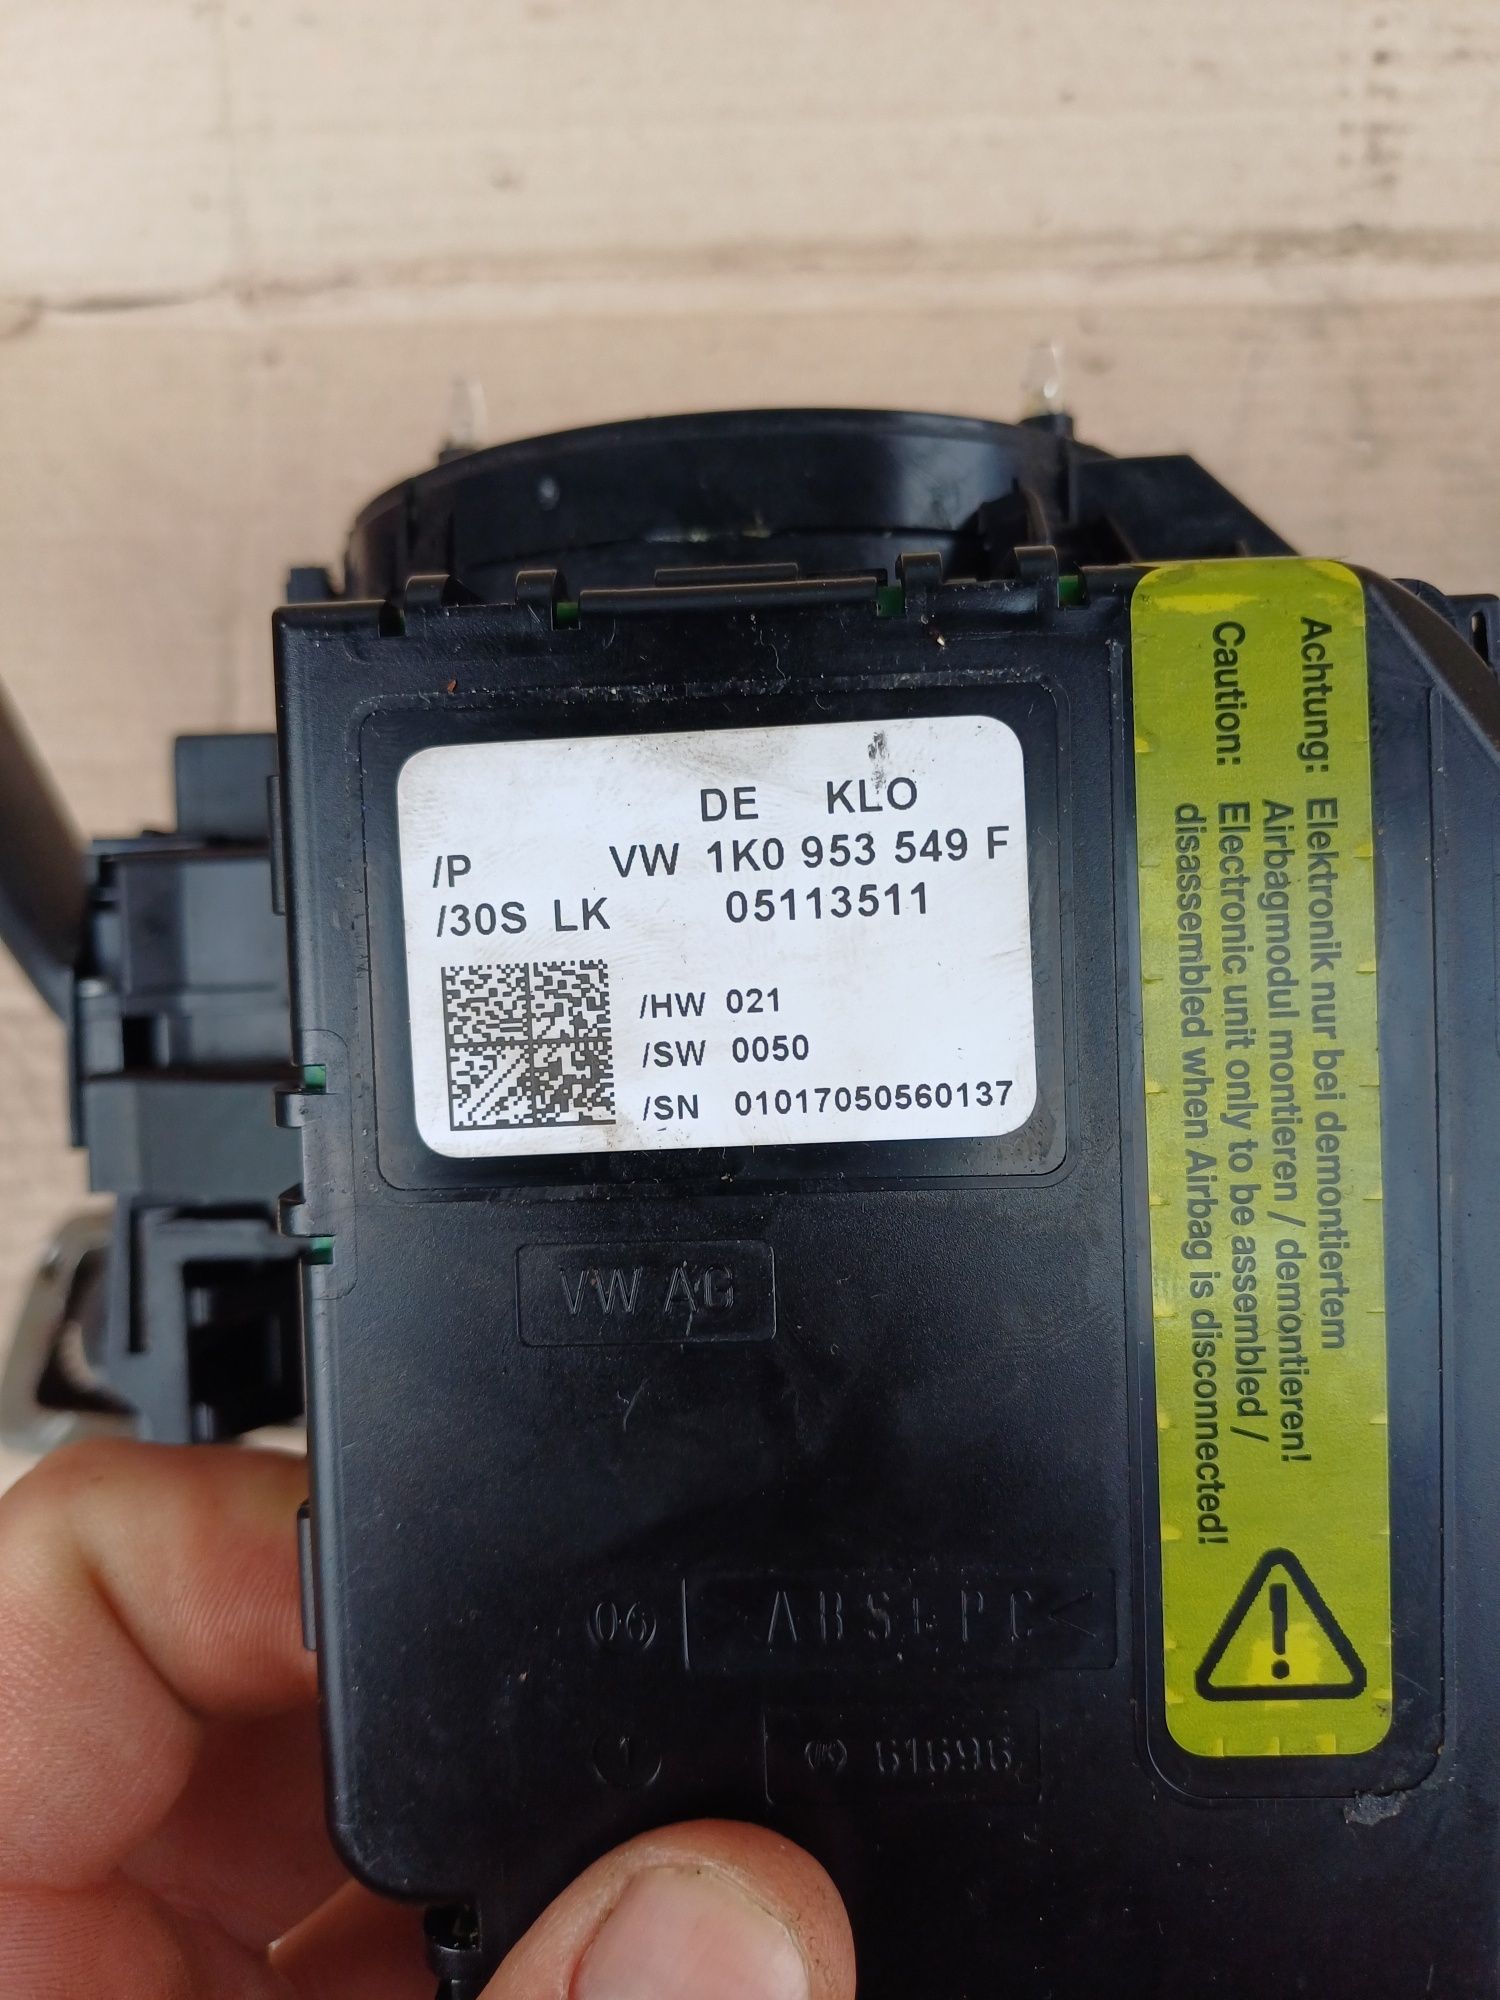 DE KLO
/P VW 1K0 953 549 F
/30S LK 05113511
/HW 021
/SW 0050
/SN 01017050560137
VW AG
06
1
61696
Achtung: Elektronik nur bei demontiertem
Airbagmodul montieren / demontieren!
Caution: Electronic unit only to be assembled /
disassembled when Airbag is disconnected!